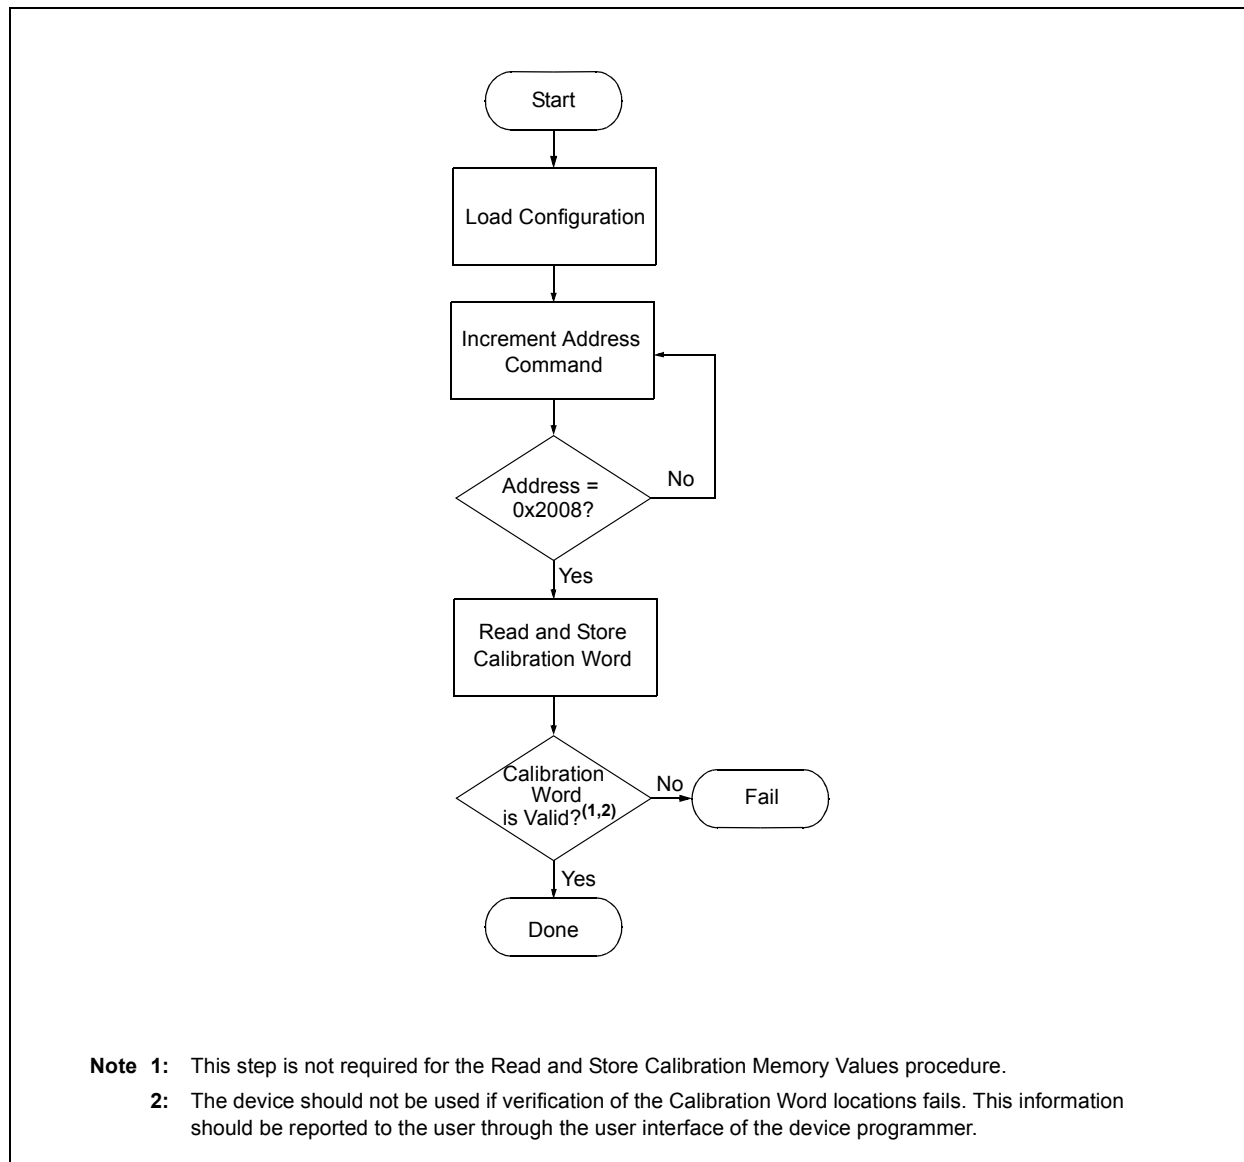 Start
Load Configuration
Increment Address
Command
Address =
0x2008?
No
Yes
Read and Store
Calibration Word
Calibration
Word
is Valid?(1,2)
No
Fail
Yes
Done
Note 1: This step is not required for the Read and Store Calibration Memory Values procedure.
2: The device should not be used if verification of the Calibration Word locations fails. This information
should be reported to the user through the user interface of the device programmer.